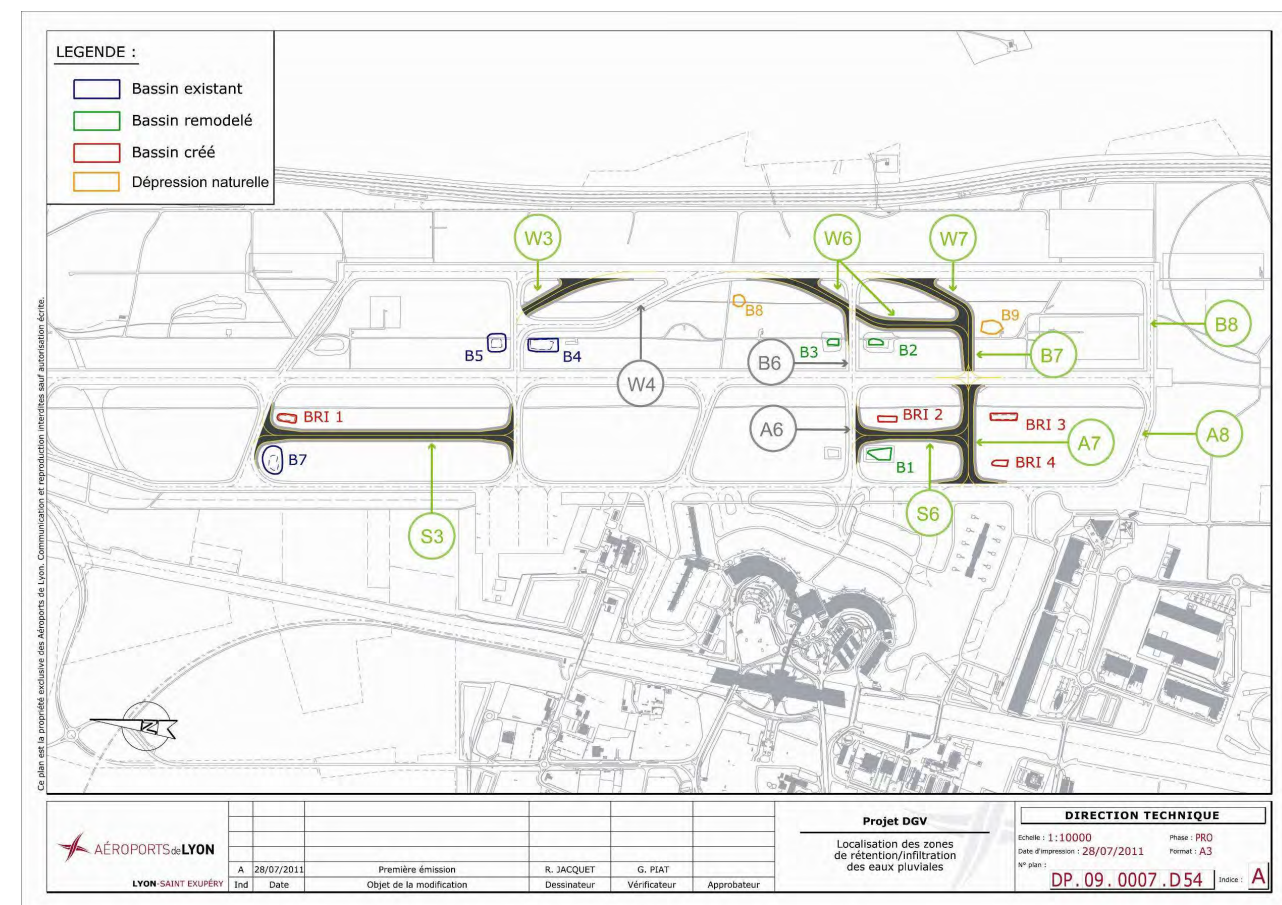 LEGENDE :
Bassin existant
Bassin remodelé
Bassin créé
Dépression naturelle
W3
W6
W7
B8
B9
B8
B5
B4
B3
B2
B6
B7
W4
BRI 1
BRI 2
BRI 3
A6
A7
A8
B7
B1
BRI 4
S3
S6
N
Ce plan est la propriété exclusive des Aéroports de Lyon. Communication et reproduction interdites sauf autorisation écrite.
AÉROPORTS de LYON
LYON-SAINT EXUPÉRY
A 28/07/2011 Première émission R. JACQUET G. PIAT
Ind Date Objet de la modification Dessinateur Vérificateur Approbateur
Projet DGV
Localisation des zones
de rétention/infiltration
des eaux pluviales
DIRECTION TECHNIQUE
Echelle : 1:10000 Phase : PRO
Date d'impression : 28/07/2011 Format : A3
N° plan :
DP.09.0007.D54 Indice : A